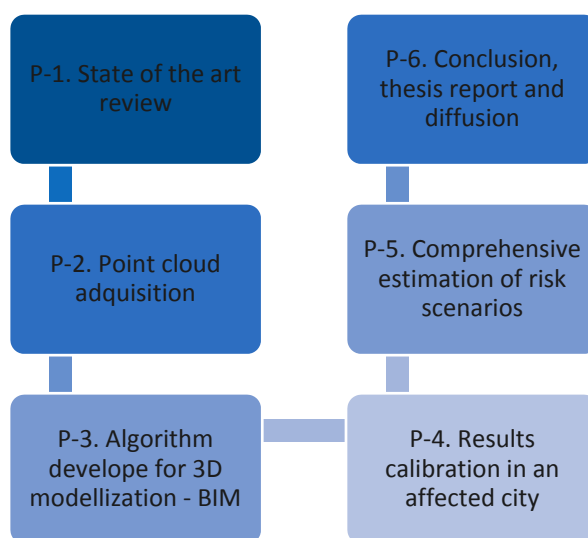 P-1. State of the art
review
P-2. Point cloud
adquisition
P-3. Algorithm
develope for 3D
modellization - BIM
P-4. Results
calibration in an
affected city
P-5. Comprehensive
estimation of risk
scenarios
P-6. Conclusion,
thesis report and
diffusion